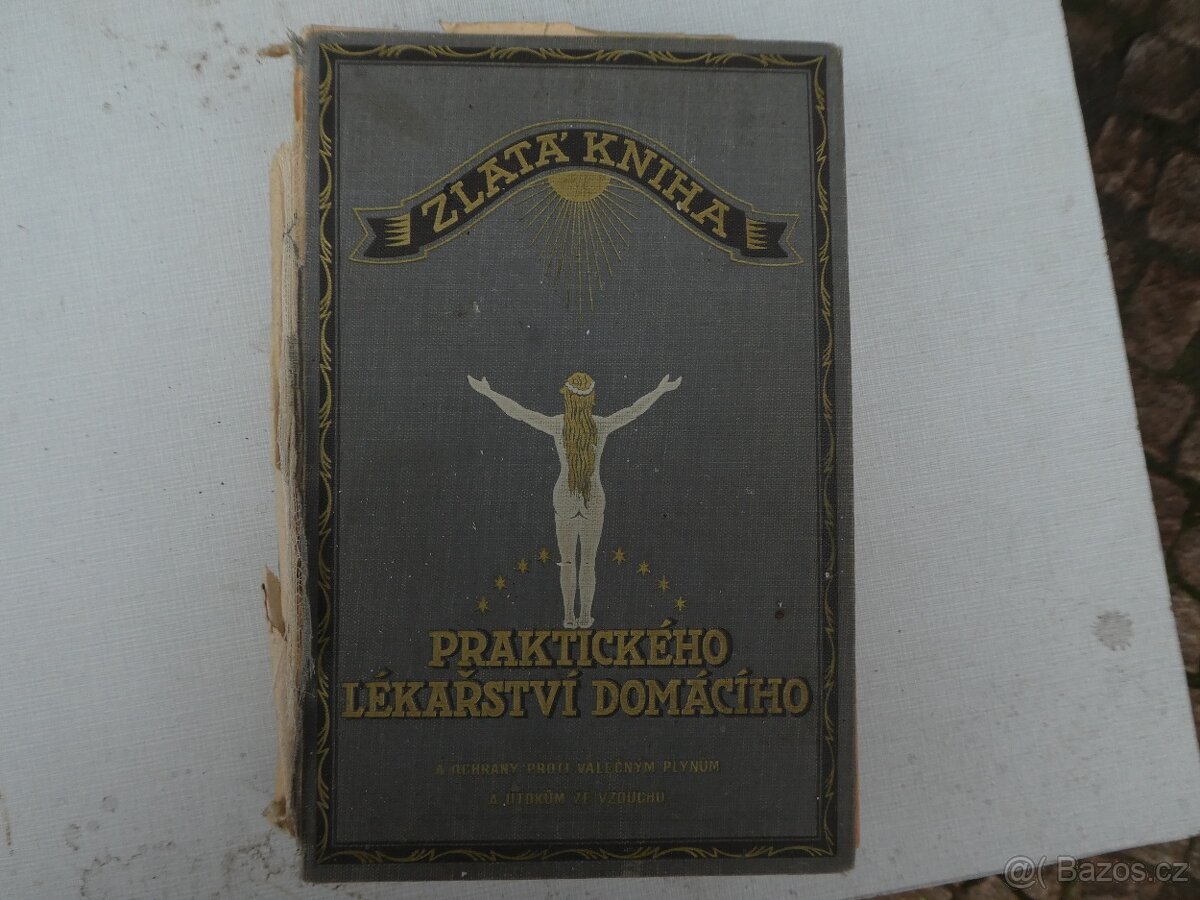 ZLATÁ KNIHA
PRAKTICKÉHO
LÉKAŘSTVÍ DOMÁCÍHO
A OCHRANY PROTI VÁLEČNÝM PLYNŮM
A ÚTOKŮM ZE VZDUCHU
@( Bazos.cz